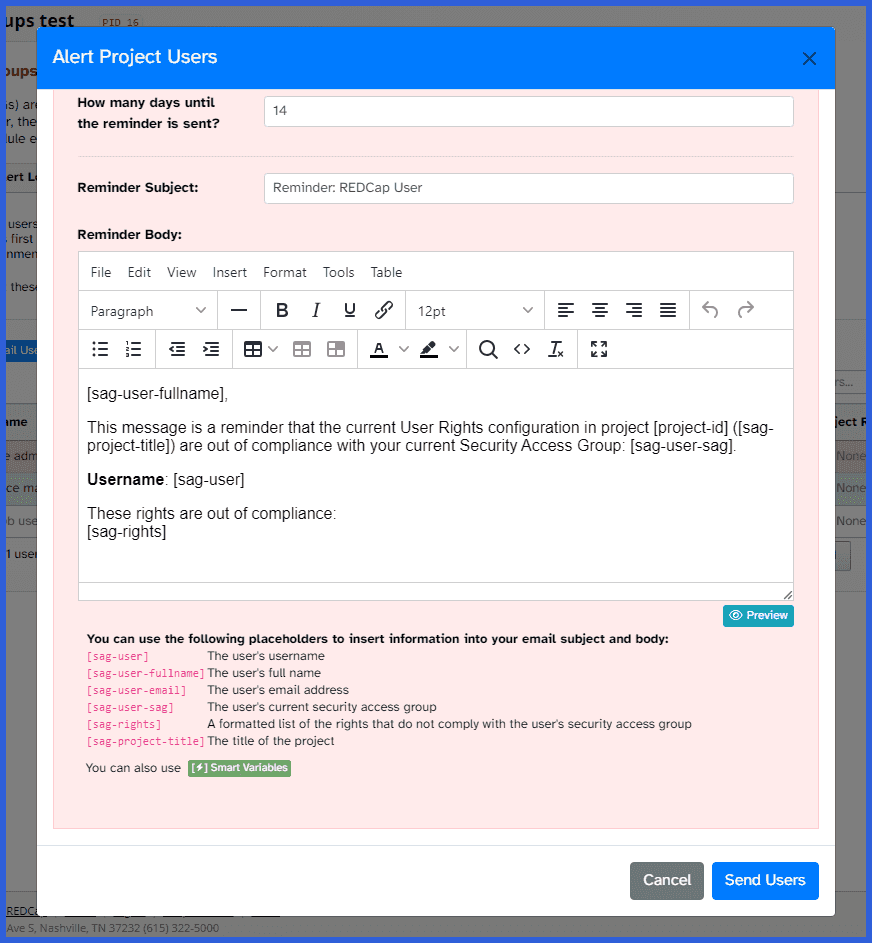 ups test PID 16
Alert Project Users
How many days until
the reminder is sent?
14
Reminder Subject:
Reminder: REDCap User
Reminder Body:
File Edit View Insert Format Tools Table
Paragraph B I U 12pt
A
[sag-user-fullname],
This message is a reminder that the current User Rights configuration in project [project-id] ([sag-
project-title]) are out of compliance with your current Security Access Group: [sag-user-sag].
Username: [sag-user]
These rights are out of compliance:
[sag-rights]
Preview
You can use the following placeholders to insert information into your email subject and body:
[sag-user] The user's username
[sag-user-fullname] The user's full name
[sag-user-email] The user's email address
[sag-user-sag] The user's current security access group
[sag-rights] A formatted list of the rights that do not comply with the user's security access group
[sag-project-title] The title of the project
You can also use [⚡] Smart Variables
Cancel Send Users
None
None
None
1 user
Ave S, Nashville, TN 37232 (615) 322-5000